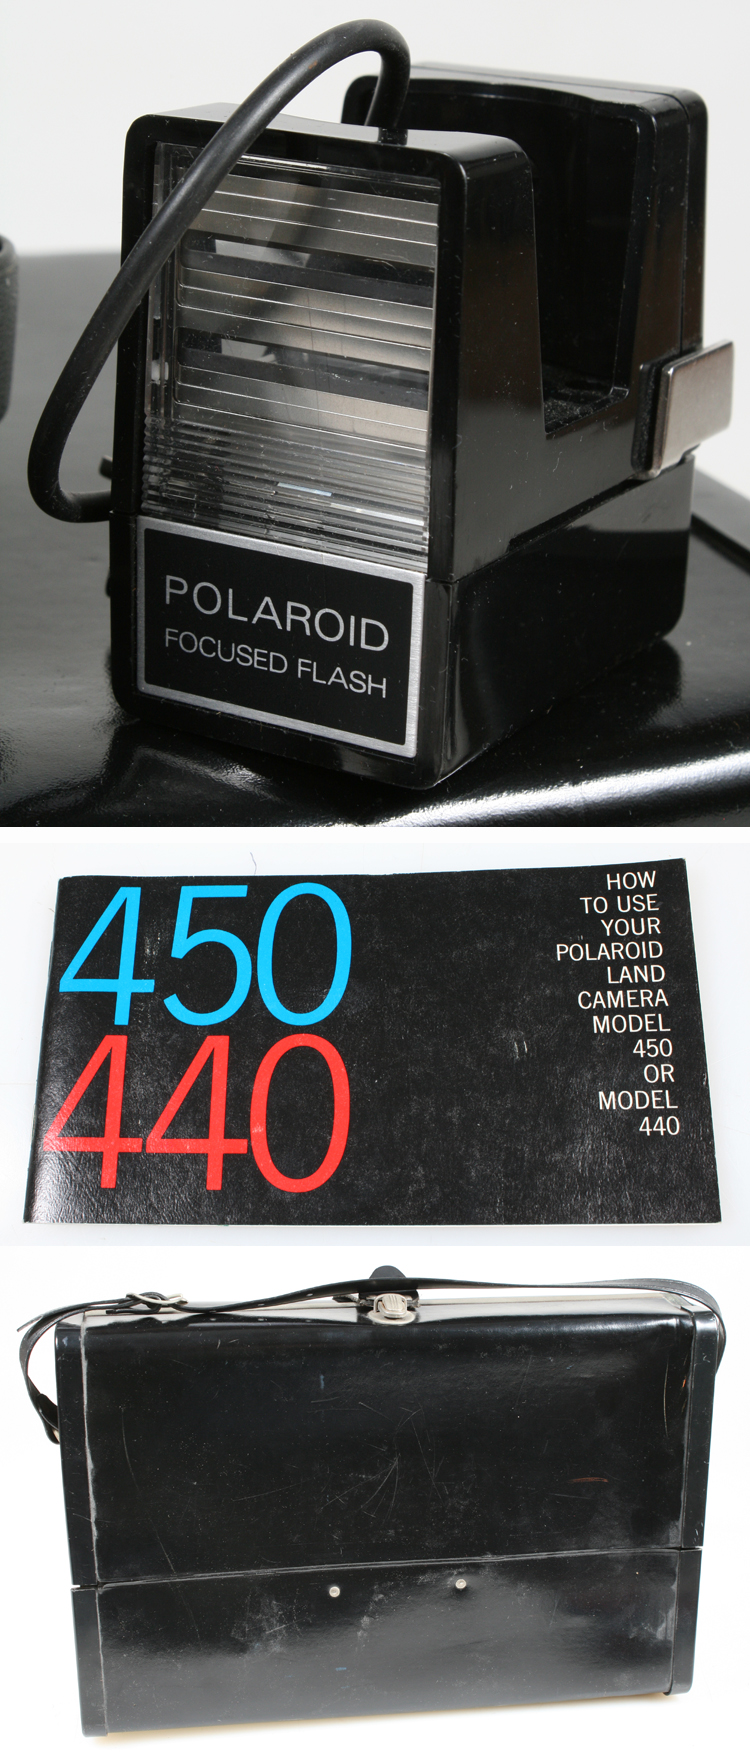 POLAROID
FOCUSED FLASH
450
440
HOW
TO USE
YOUR
POLAROID
LAND
CAMERA
MODEL
450
OR
MODEL
440